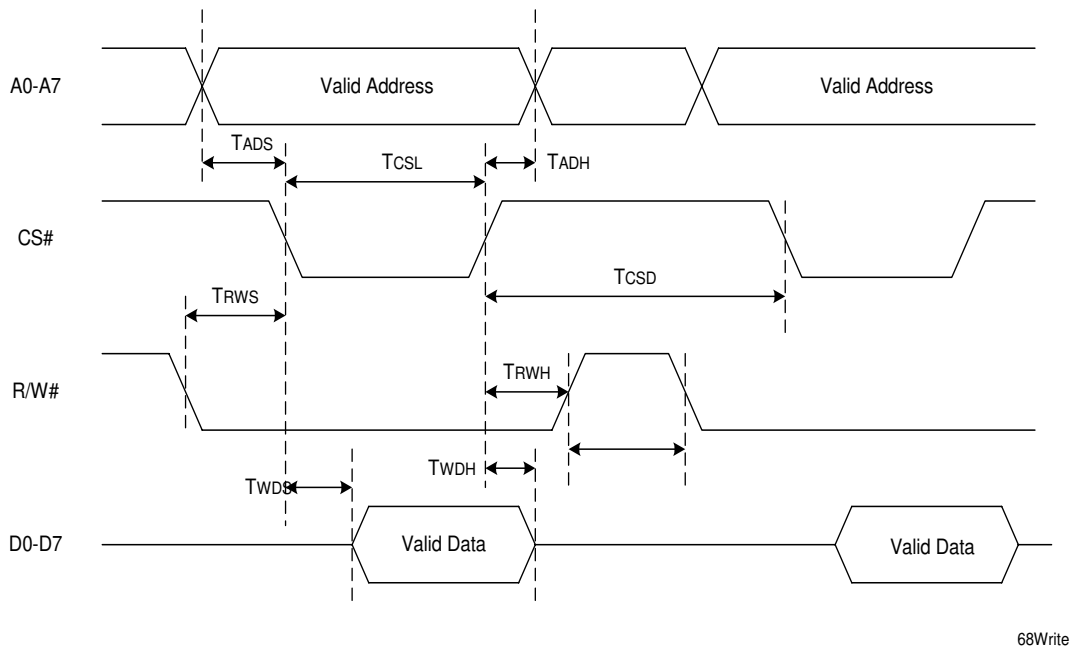 A0-A7
Valid Address
Valid Address
TADS
TCSL
TADH
CS#
TCSD
TRWS
R/W#
TRWH
TWDH
TWDS
D0-D7
Valid Data
Valid Data
68Write